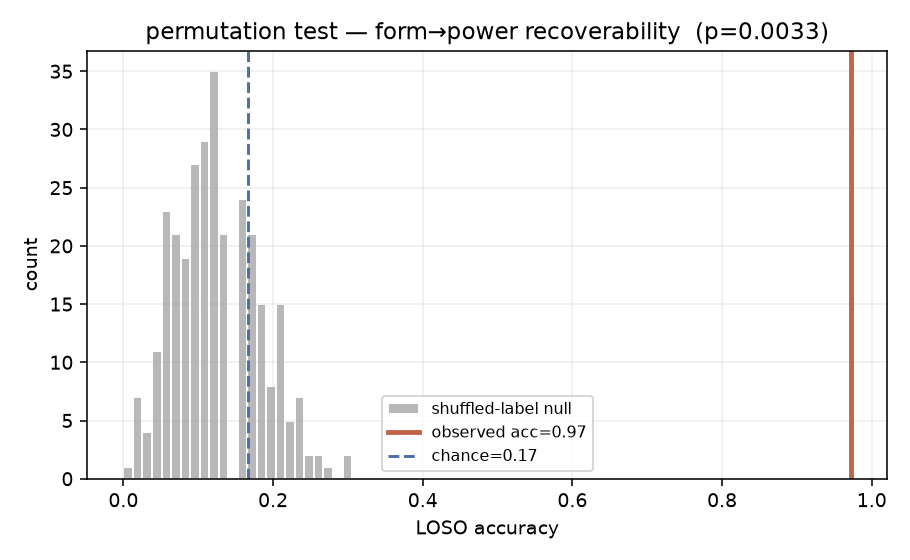 permutation test — form→power recoverability  (p=0.0033)
35
30
25
20
15
10
5
0
count
shuffled-label null
observed acc=0.97
chance=0.17
0.0 0.2 0.4 0.6 0.8 1.0
LOSO accuracy